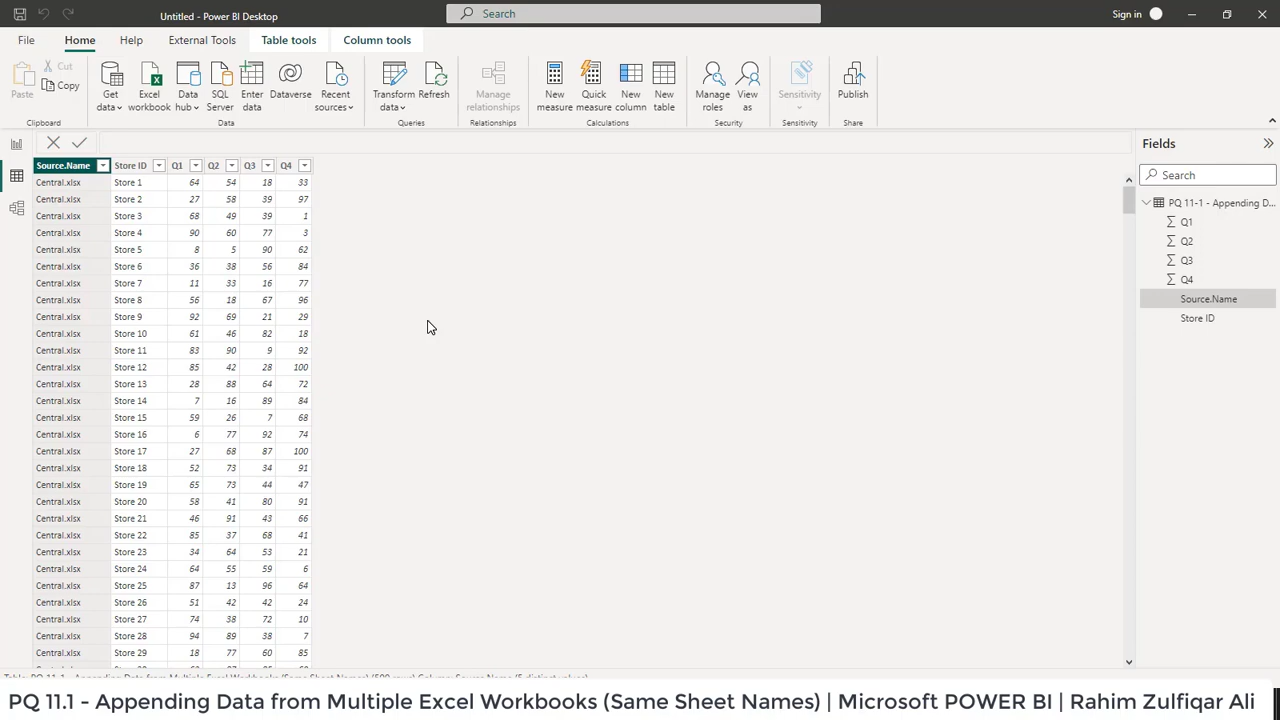 Untitled - Power BI Desktop
Search
Sign in
File Home Help External Tools Table tools Column tools
Paste
Cut
Copy
Get data
Excel workbook
Data hub
SQL Server
Enter data
Dataverse
Recent sources
Transform data
Refresh
Manage relationships
New measure
Quick measure
New column
New table
Manage roles
View as
Sensitivity
Publish
Clipboard Data Queries Relationships Calculations Security Sensitivity Share
Source.Name Store ID Q1 Q2 Q3 Q4
Central.xlsx Store 1 64 54 18 33
Central.xlsx Store 2 27 58 39 97
Central.xlsx Store 3 68 49 39 1
Central.xlsx Store 4 90 60 77 3
Central.xlsx Store 5 8 5 90 62
Central.xlsx Store 6 36 38 56 84
Central.xlsx Store 7 11 33 16 77
Central.xlsx Store 8 56 18 67 96
Central.xlsx Store 9 92 69 21 29
Central.xlsx Store 10 61 46 82 18
Central.xlsx Store 11 83 90 9 92
Central.xlsx Store 12 85 42 28 100
Central.xlsx Store 13 28 88 64 72
Central.xlsx Store 14 7 16 89 84
Central.xlsx Store 15 59 26 7 68
Central.xlsx Store 16 6 77 92 74
Central.xlsx Store 17 27 68 87 100
Central.xlsx Store 18 52 73 34 91
Central.xlsx Store 19 65 73 44 47
Central.xlsx Store 20 58 41 80 91
Central.xlsx Store 21 46 91 43 66
Central.xlsx Store 22 85 37 68 41
Central.xlsx Store 23 34 64 53 21
Central.xlsx Store 24 64 55 59 6
Central.xlsx Store 25 87 13 96 64
Central.xlsx Store 26 51 42 42 24
Central.xlsx Store 27 74 38 72 10
Central.xlsx Store 28 94 89 38 7
Central.xlsx Store 29 18 77 60 85
Fields
Search
PQ 11-1 - Appending D...
Q1
Q2
Q3
Q4
Source.Name
Store ID
PQ 11.1 - Appending Data from Multiple Excel Workbooks (Same Sheet Names) | Microsoft POWER BI | Rahim Zulfiqar Ali